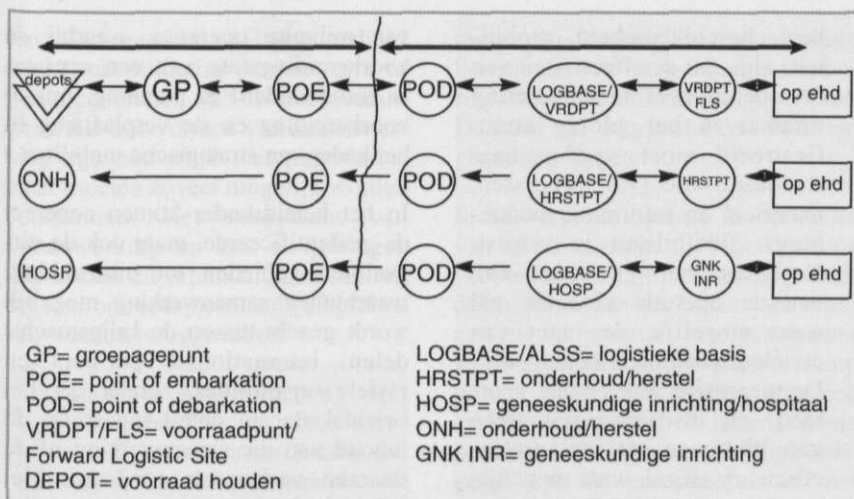 depots GP POE POD LOGBASE/ VRDPT VRDPT FLS op ehd
ONH POE POD LOGBASE/ HRSTPT HRSTPT op ehd
HOSP POE POD LOGBASE/ HOSP GNK INR op ehd
GP= groepagepunt
POE= point of embarkation
POD= point of debarkation
VRDPT/FLS= voorraadpunt/
Forward Logistic Site
DEPOT= voorraad houden
LOGBASE/ALSS= logistieke basis
HRSTPT= onderhoud/herstel
HOSP= geneeskundige inrichting/hospitaal
ONH= onderhoud/hestel
GNK INR= geneeskundige inrichting